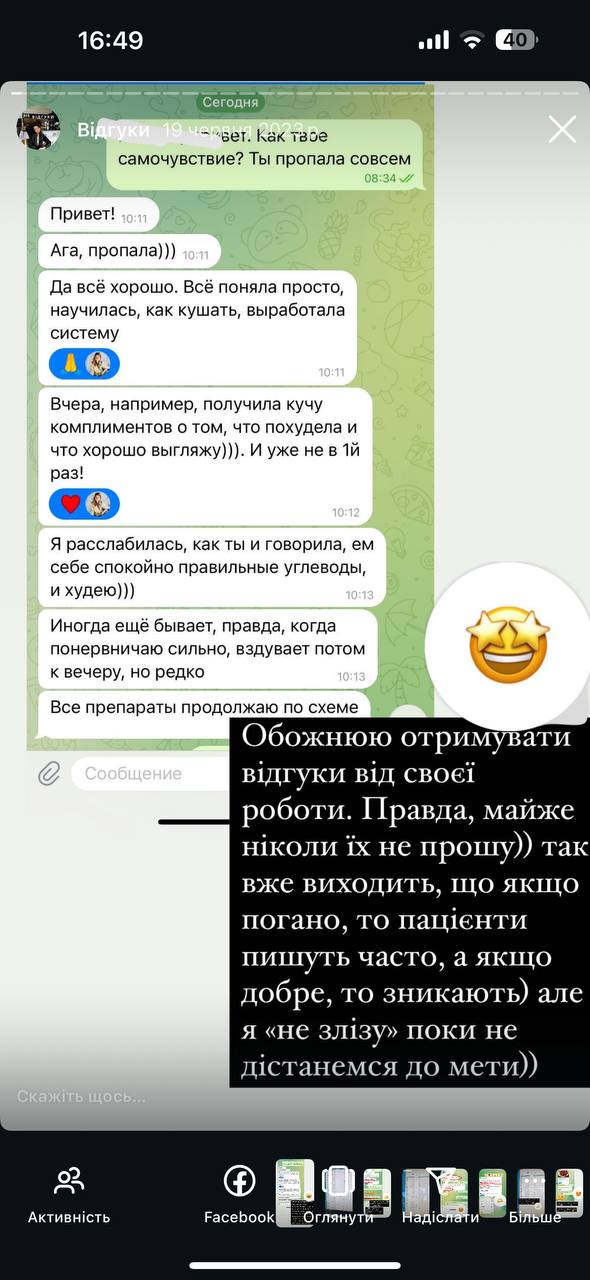 16:49
40
Сегодня
Відгуки 19 червня 2023 р.
вет. Как твое
самочувствие? Ты пропала совсем
08:34
Привет! 10:11
Ага, пропала))) 10:11
Да всё хорошо. Всё поняла просто,
научилась, как кушать, выработала
систему
10:11
Вчера, например, получила кучу
комплиментов о том, что похудела и
что хорошо выгляжу))). И уже не в 1й
раз!
10:12
Я расслабилась, как ты и говорила, ем
себе спокойно правильные углеводы,
и худею)))
10:13
Иногда ещё бывает, правда, когда
понервничаю сильно, вздувает потом
к вечеру, но редко
10:13
Все препараты продолжаю по схеме
Сообщение
Обожнюю отримувати
відгуки від своєї
роботи. Правда, майже
ніколи їх не прошу)) так
вже виходить, що якщо
погано, то пацієнти
пишуть часто, а якщо
добре, то зникають) але
я «не злізу» поки не
дістанемся до мети))
Скажіть щось...
Активність
Facebook
Оглянути
Надіслати
Більше